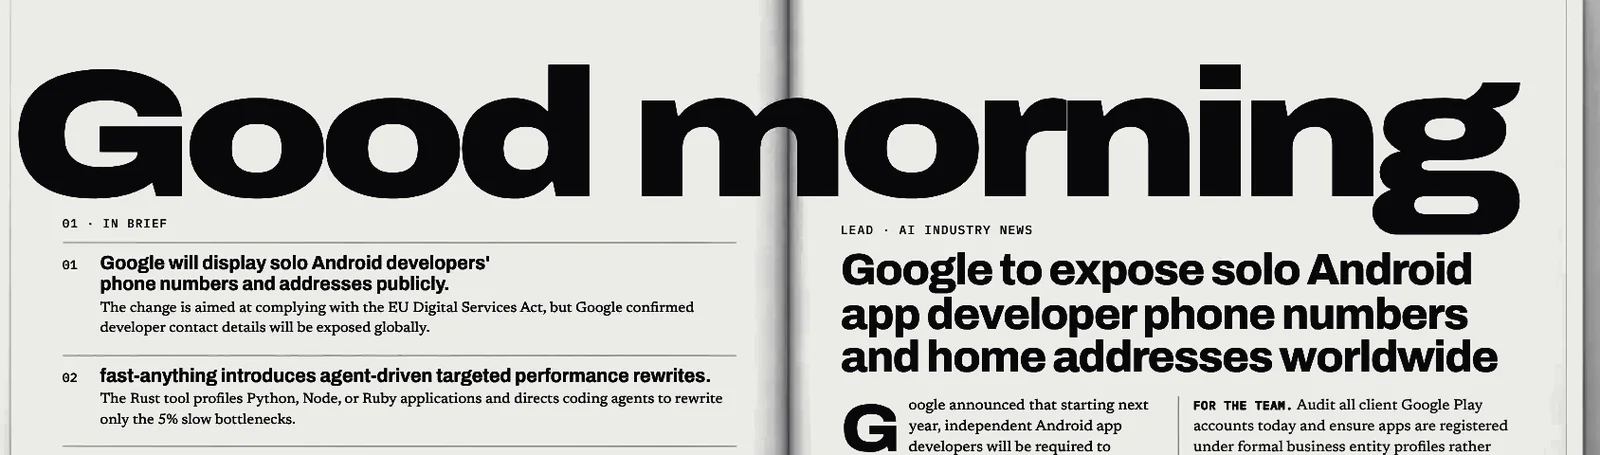 Good morning
01 · IN BRIEF
01 Google will display solo Android developers'
phone numbers and addresses publicly.
The change is aimed at complying with the EU Digital Services Act, but Google confirmed
developer contact details will be exposed globally.
02 fast-anything introduces agent-driven targeted performance rewrites.
The Rust tool profiles Python, Node, or Ruby applications and directs coding agents to rewrite
only the 5% slow bottlenecks.
LEAD · AI INDUSTRY NEWS
Google to expose solo Android
app developer phone numbers
and home addresses worldwide
Google announced that starting next
year, independent Android app
developers will be required to
FOR THE TEAM. Audit all client Google Play
accounts today and ensure apps are registered
under formal business entity profiles rather